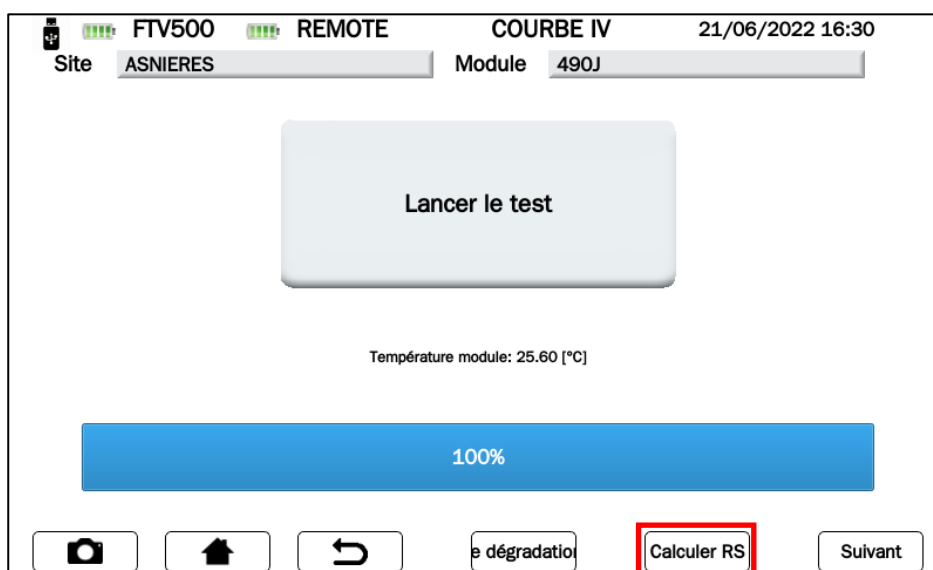 FTV500 REMOTE COURBE IV 21/06/2022 16:30
Site ASNIERES Module 490J
Lancer le test
Température module: 25.60 [°C]
100%
e dégradation Calculer RS Suivant